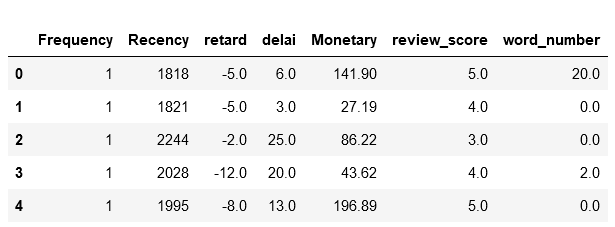 Frequency Recency retard delai Monetary review_score word_number
0 1 1818 -5.0 6.0 141.90 5.0 20.0
1 1 1821 -5.0 3.0 27.19 4.0 0.0
2 1 2244 -2.0 25.0 86.22 3.0 0.0
3 1 2028 -12.0 20.0 43.62 4.0 2.0
4 1 1995 -8.0 13.0 196.89 5.0 0.0